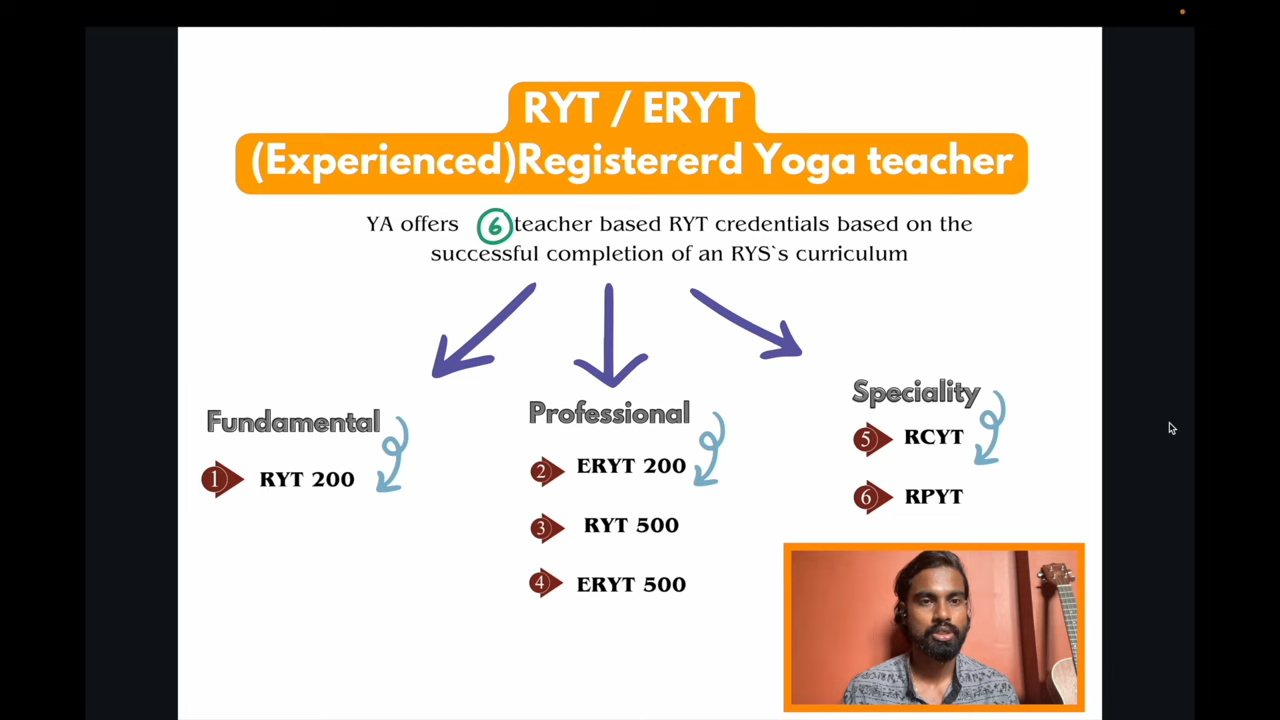 RYT / ERYT
(Experienced)Registererd Yoga teacher
YA offers 6 teacher based RYT credentials based on the
successful completion of an RYS`s curriculum
Fundamental
1 RYT 200
Professional
2 ERYT 200
3 RYT 500
4 ERYT 500
Speciality
5 RCYT
6 RPYT